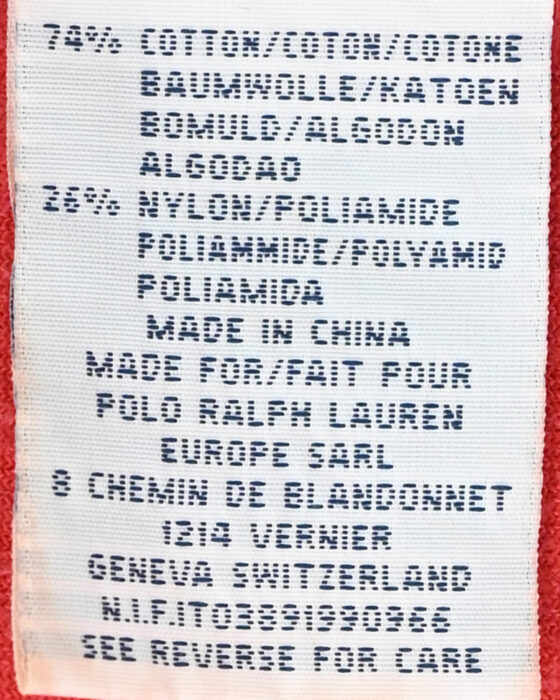 74% COTTON/COTON/COTONE
BAUMWOLLE/KATOEN
BOMULD/ALGODON
ALGODAO
26% NYLON/POLIAMIDE
POLIAMMIDE/POLYAMID
POLIAMIDA
MADE IN CHINA
MADE FOR/FAIT POUR
POLO RALPH LAUREN
EUROPE SARL
8 CHEMIN DE BLANDONNET
1214 VERNIER
GENEVA SWITZERLAND
N.I.F.IT03891990966
SEE REVERSE FOR CARE